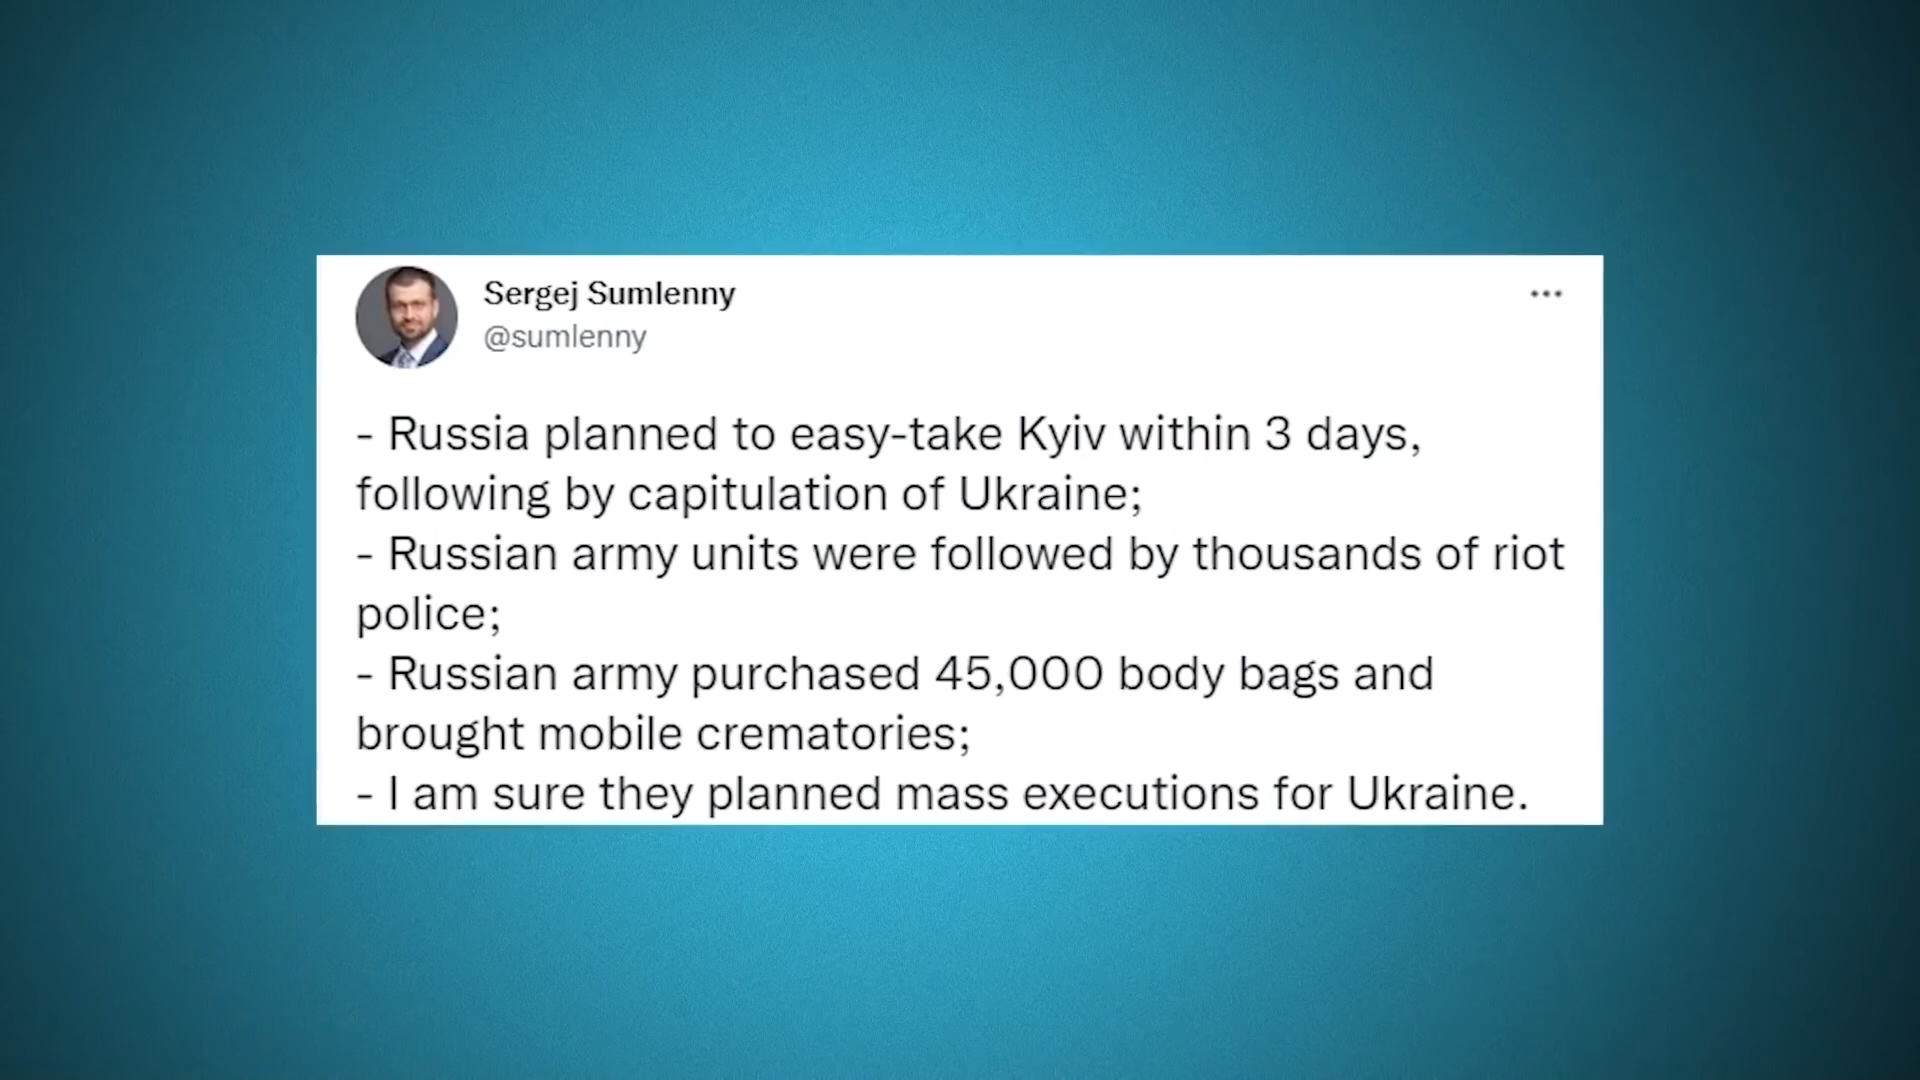 Sergej Sumlenny
@sumlenny
- Russia planned to easy-take Kyiv within 3 days,
following by capitulation of Ukraine;
- Russian army units were followed by thousands of riot
police;
- Russian army purchased 45,000 body bags and
brought mobile crematories;
- I am sure they planned mass executions for Ukraine.